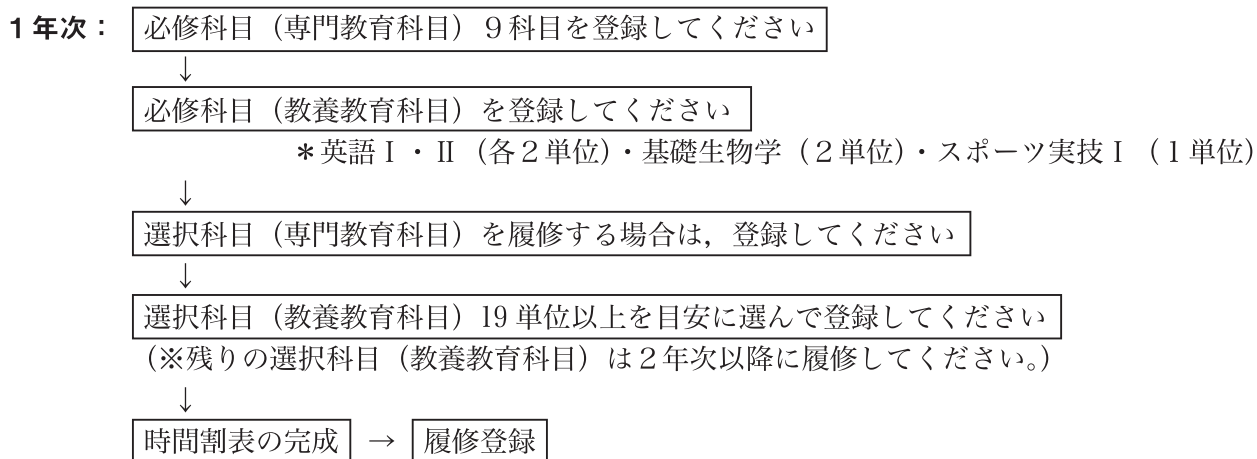 1年次： 必修科目（専門教育科目）９科目を登録してください
↓
必修科目（教養教育科目）を登録してください
＊英語Ⅰ・Ⅱ（各２単位）・基礎生物学（２単位）・スポーツ実技Ⅰ（１単位）
↓
選択科目（専門教育科目）を履修する場合は，登録してください
↓
選択科目（教養教育科目）19単位以上を目安に選んで登録してください
（※残りの選択科目（教養教育科目）は２年次以降に履修してください。）
↓
時間割表の完成 → 履修登録